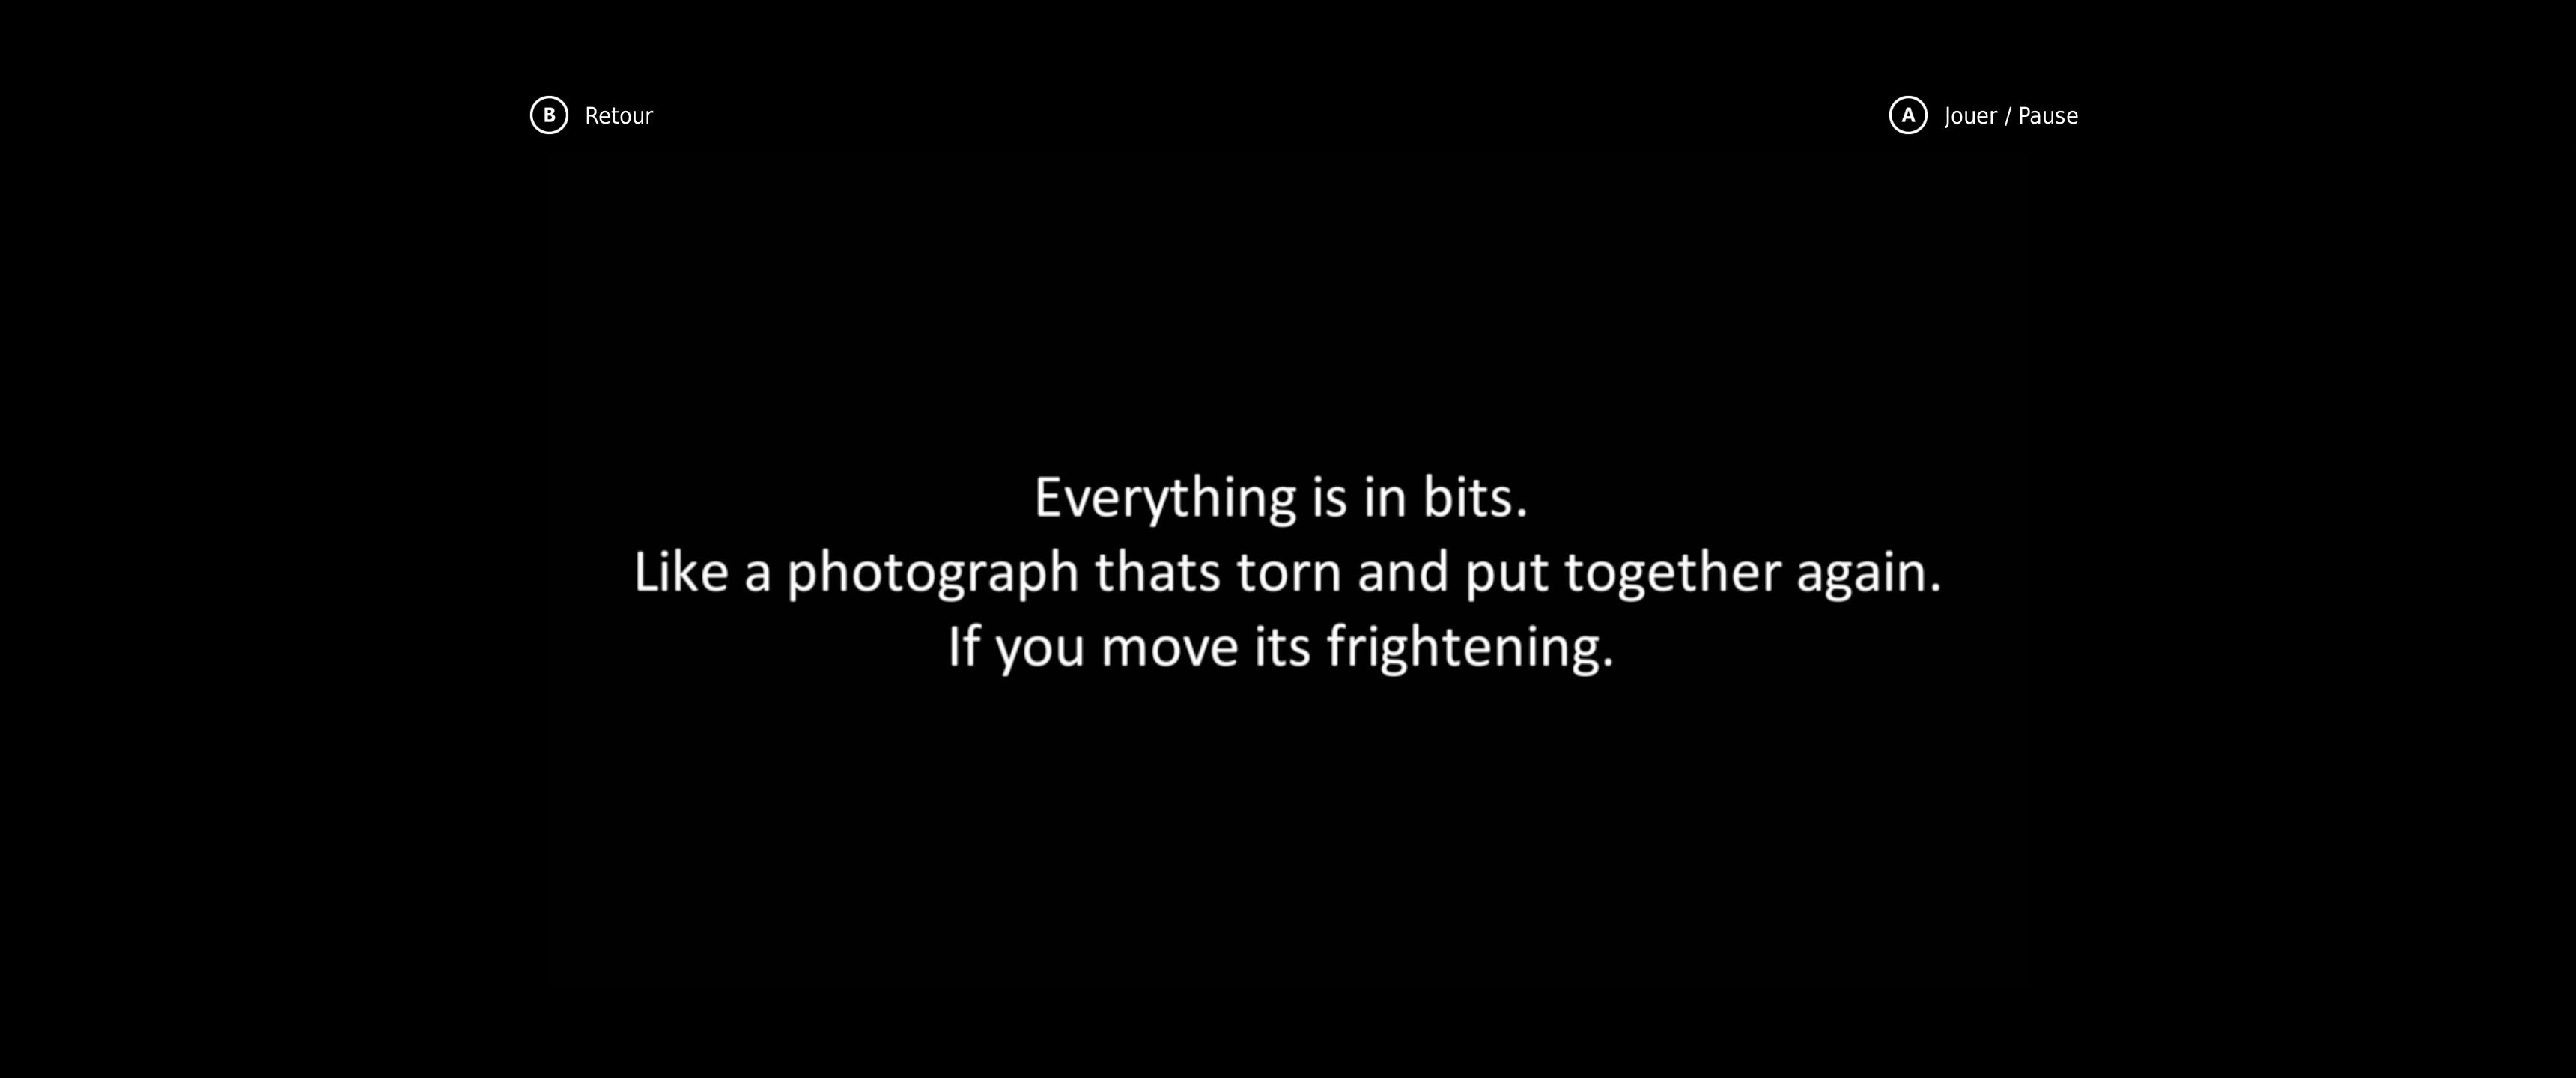 B Retour
A Jouer / Pause
Everything is in bits.
Like a photograph thats torn and put together again.
If you move its frightening.